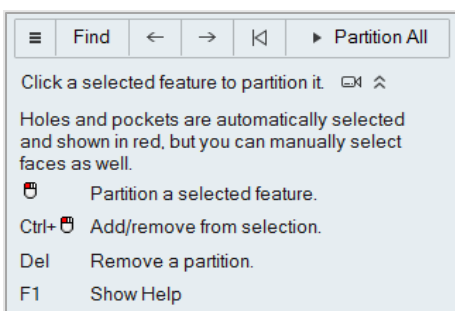 Find Partition All
Click a selected feature to partition it.
Holes and pockets are automatically selected
and shown in red, but you can manually select
faces as well.
Partition a selected feature.
Ctrl+ Add/remove from selection.
Del Remove a partition.
F1 Show Help